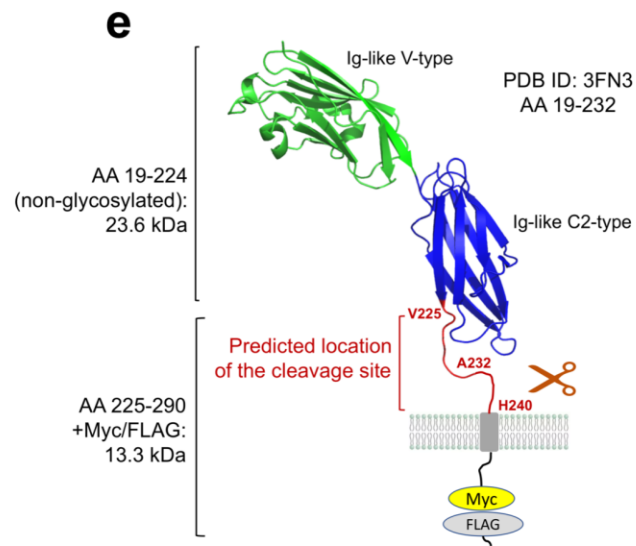 e
Ig-like V-type
PDB ID: 3FN3
AA 19-232
AA 19-224
(non-glycosylated):
23.6 kDa
Ig-like C2-type
V225
Predicted location
of the cleavage site
A232
H240
AA 225-290
+Myc/FLAG:
13.3 kDa
Myc
FLAG